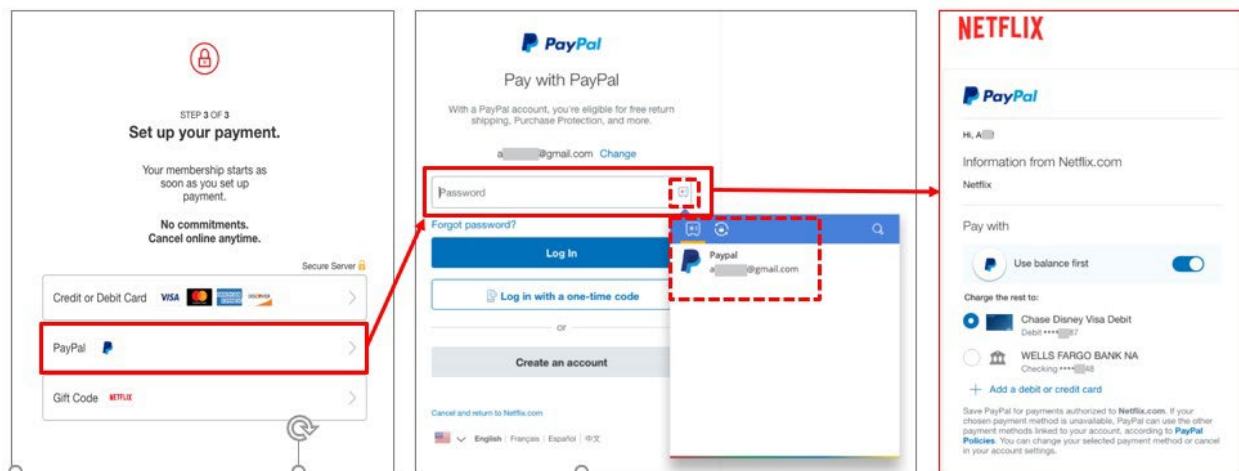 STEP 3 OF 3
Set up your payment.
Your membership starts as
soon as you set up
payment.
No commitments.
Cancel online anytime.
Secure Server
Credit or Debit Card VISA DISCOVER
PayPal
Gift Code NETFLIX
PayPal
Pay with PayPal
With a PayPal account, you're eligible for free return
shipping, Purchase Protection, and more.
a @gmail.com Change
Password
Forgot password?
Log In
Log in with a one-time code
or
Create an account
Cancel and return to Netflix.com
English | Français | Español | 中文
Paypal
a @gmail.com
NETFLIX
PayPal
Hi, A !
Information from Netflix.com
Netflix
Pay with
Use balance first
Charge the rest to:
Chase Disney Visa Debit
Debit •••• 87
WELLS FARGO BANK NA
Checking •••• 48
+ Add a debit or credit card
Save PayPal for payments authorized to Netflix.com. If your
chosen payment method is unavailable, PayPal can use the other
payment methods linked to your account, according to PayPal
Policies. You can change your selected payment method or cancel
in your account settings.